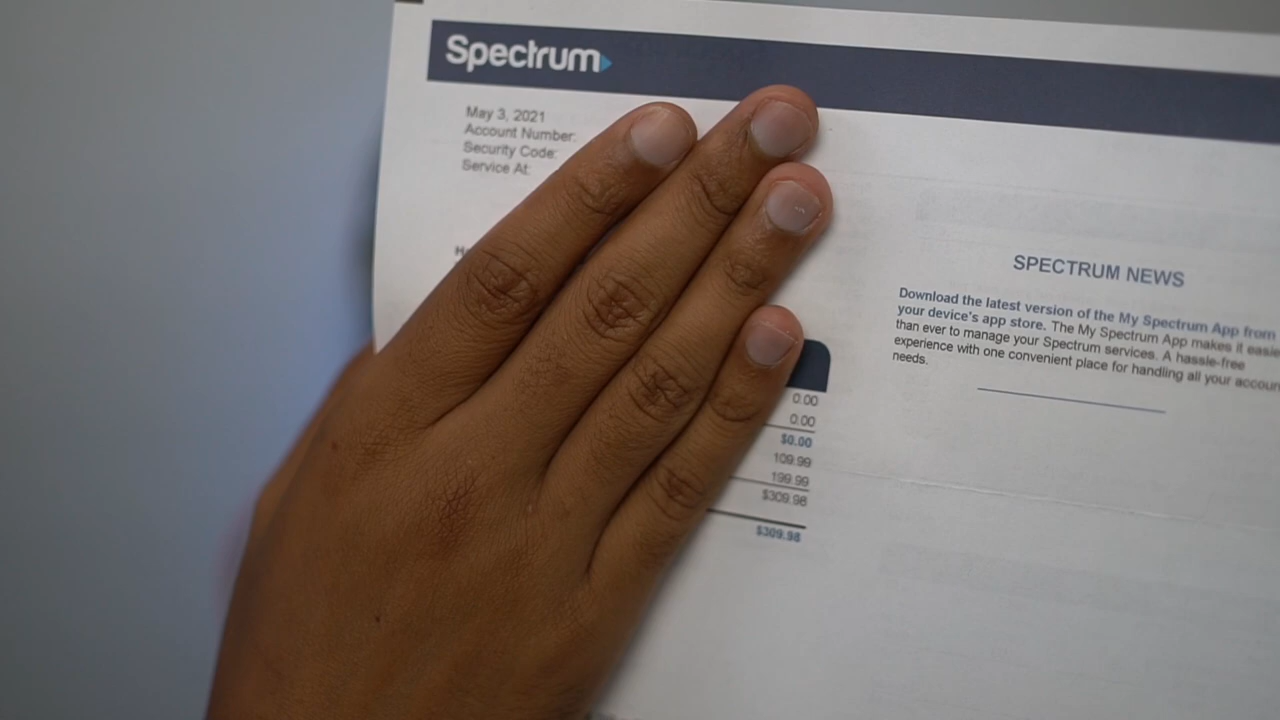 Spectrum
May 3, 2021
Account Number:
Security Code:
Service At:
SPECTRUM NEWS
Download the latest version of the My Spectrum App from
your device's app store. The My Spectrum App makes it easie
than ever to manage your Spectrum services. A hassle-free
experience with one convenient place for handling all your accoun
needs.
0.00
0.00
$0.00
109.99
199.99
$309.98
$309.98